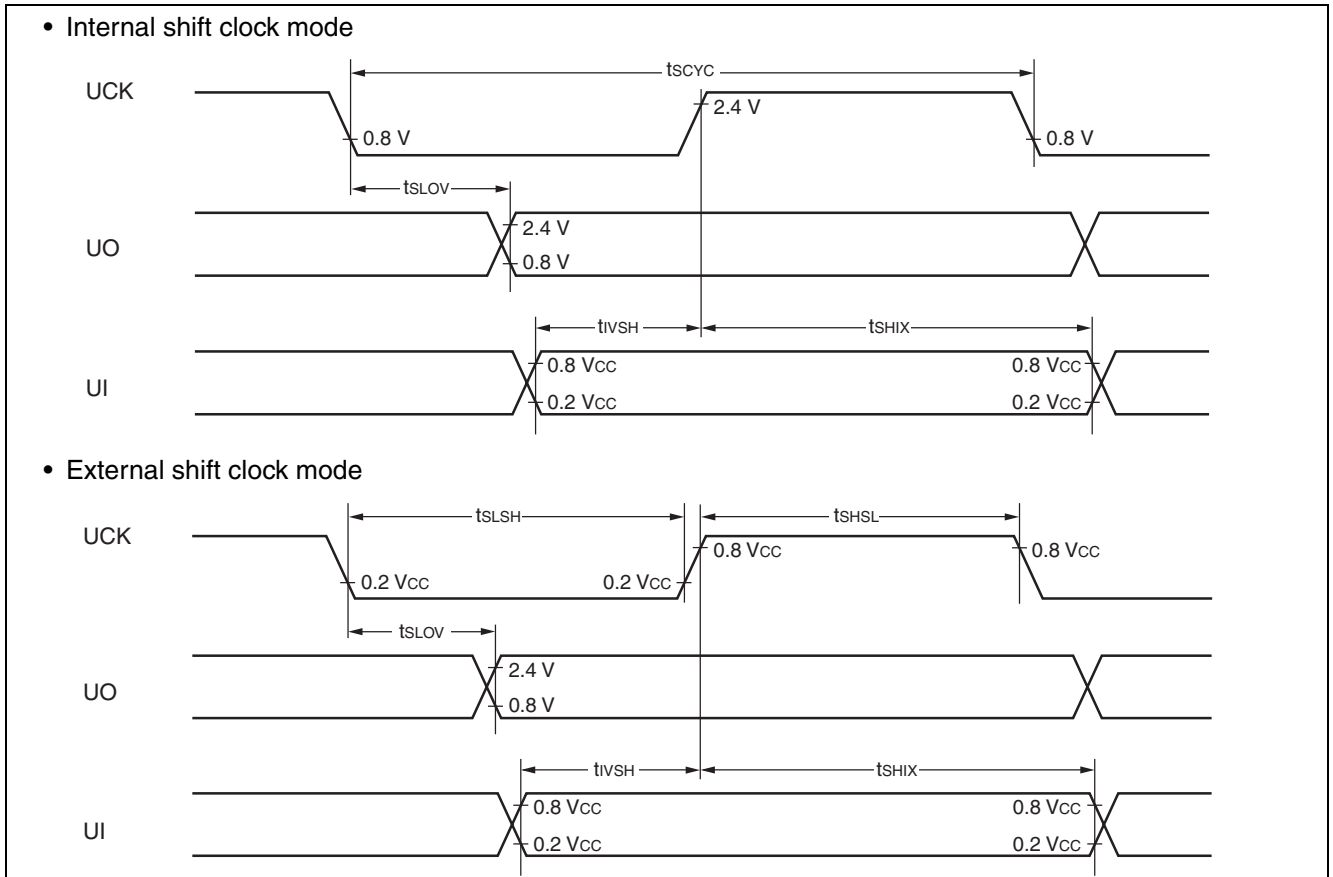 • Internal shift clock mode
tSCYC
UCK
2.4 V
0.8 V
0.8 V
tSLOV
UO
2.4 V
0.8 V
tIVSH
tSHIX
UI
0.8 VCC
0.8 VCC
0.2 VCC
0.2 VCC
• External shift clock mode
tSLSH
tSHSL
UCK
0.8 VCC
0.8 VCC
0.2 VCC
0.2 VCC
tSLOV
UO
2.4 V
0.8 V
tIVSH
tSHIX
UI
0.8 VCC
0.8 VCC
0.2 VCC
0.2 VCC